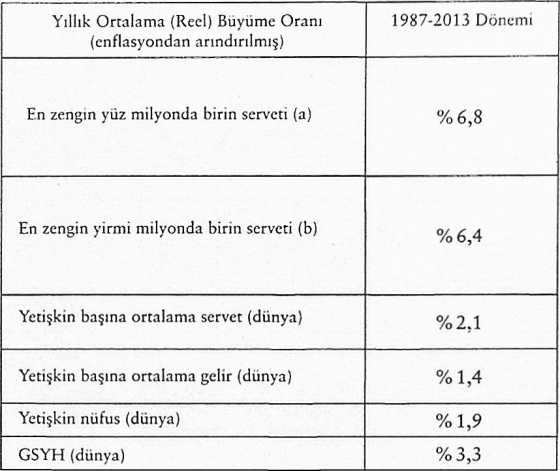 Yıllık Ortalama (Reel) Büyüme Oranı
(enflasyondan arındırılmış)
1987-2013 Dönemi
En zengin yüz milyonda birin serveti (a)
% 6,8
En zengin yirmi milyonda birin serveti (b)
% 6,4
Yetişkin başına ortalama servet (dünya)
% 2,1
Yetişkin başına ortalama gelir (dünya)
% 1,4
Yetişkin nüfus (dünya)
% 1,9
GSYH (dünya)
% 3,3